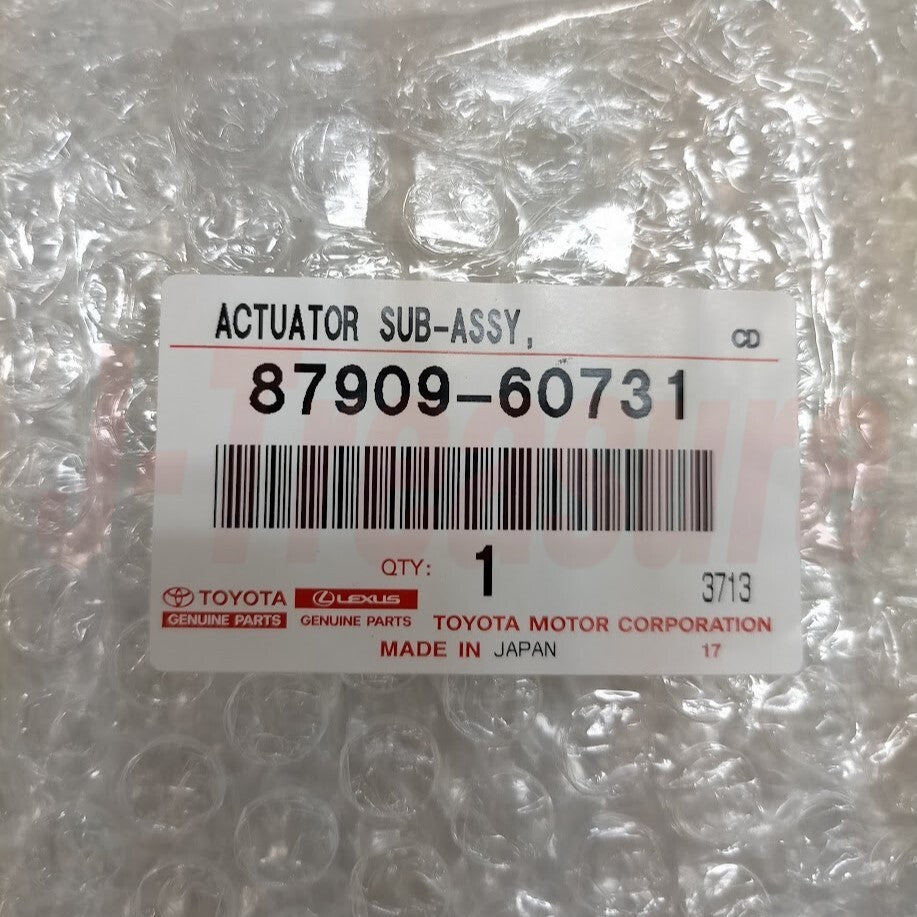 ACTUATOR SUB-ASSY,
CD
87909-60731
QTY: 1
3713
TOYOTA LEXUS
GENUINE PARTS GENUINE PARTS TOYOTA MOTOR CORPORATION
MADE IN JAPAN 17
J-Treasure